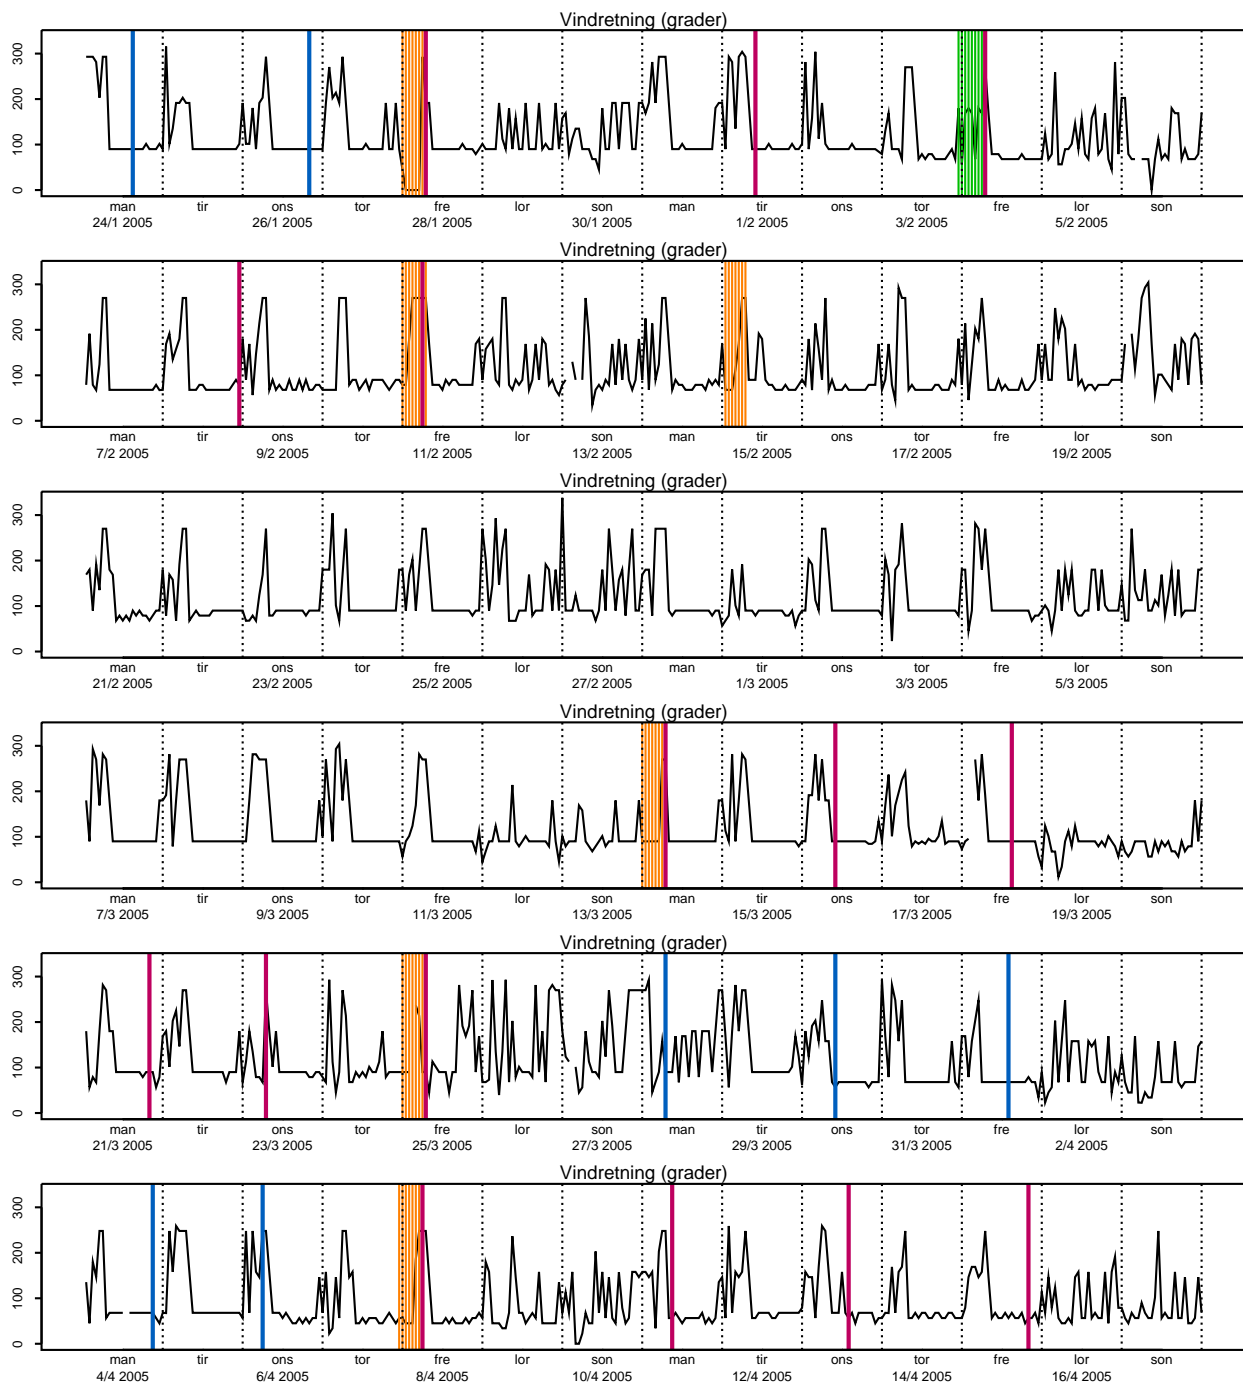 Vindretning (grader)
0 100 200 300
man tir ons tor fre lor son man tir ons tor fre lor son
24/1 2005 26/1 2005 28/1 2005 30/1 2005 1/2 2005 3/2 2005 5/2 2005
Vindretning (grader)
0 100 200 300
man tir ons tor fre lor son man tir ons tor fre lor son
7/2 2005 9/2 2005 11/2 2005 13/2 2005 15/2 2005 17/2 2005 19/2 2005
Vindretning (grader)
0 100 200 300
man tir ons tor fre lor son man tir ons tor fre lor son
21/2 2005 23/2 2005 25/2 2005 27/2 2005 1/3 2005 3/3 2005 5/3 2005
Vindretning (grader)
0 100 200 300
man tir ons tor fre lor son man tir ons tor fre lor son
7/3 2005 9/3 2005 11/3 2005 13/3 2005 15/3 2005 17/3 2005 19/3 2005
Vindretning (grader)
0 100 200 300
man tir ons tor fre lor son man tir ons tor fre lor son
21/3 2005 23/3 2005 25/3 2005 27/3 2005 29/3 2005 31/3 2005 2/4 2005
Vindretning (grader)
0 100 200 300
man tir ons tor fre lor son man tir ons tor fre lor son
4/4 2005 6/4 2005 8/4 2005 10/4 2005 12/4 2005 14/4 2005 16/4 2005